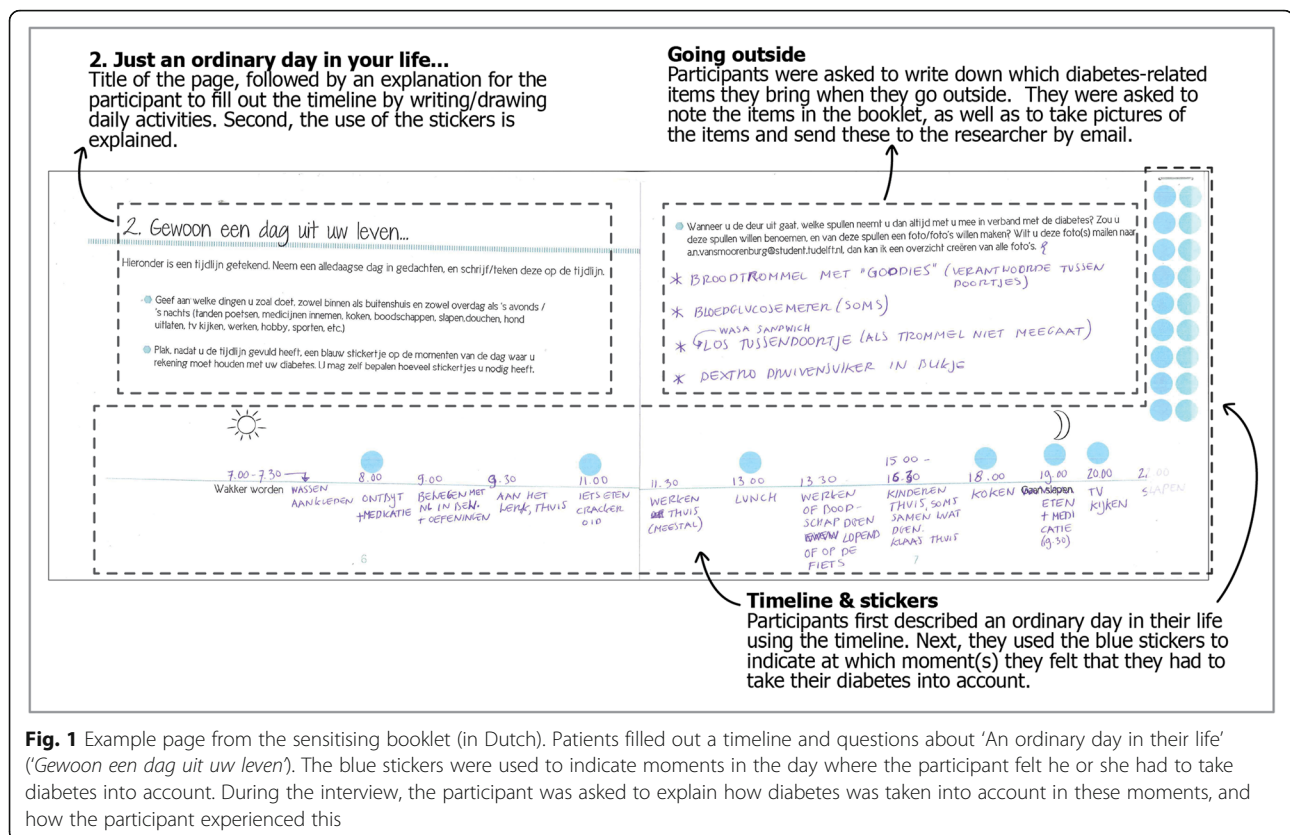 2. Just an ordinary day in your life...
Title of the page, followed by an explanation for the
participant to fill out the timeline by writing/drawing
daily activities. Second, the use of the stickers is
explained.
Going outside
Participants were asked to write down which diabetes-related
items they bring when they go outside. They were asked to
note the items in the booklet, as well as to take pictures
of the items and send these to the researcher by email.
2. Gewoon een dag uit uw leven...
Hieronder is een tijdlijn getekend. Neem een alledaagse dag in gedachten, en schrijf/teken deze op de tijdlijn.
Geef aan welke dingen u zoal doet, zowel binnen als buitenshuis en zowel overdag als 's avonds /
's nachts (tanden poetsen, medicijnen innemen, koken, boodschappen, slapen,douchen, hond
uitlaten, tv kijken, werken, hobby, sporten, etc.)
Plak, nadat u de tijdlijn gevuld heeft, een blauw stickertje op de momenten van de dag waar u
rekening moet houden met uw diabetes. U mag zelf bepalen hoeveel stickertjes u nodig heeft.
Wanneer u de deur uit gaat, welke spullen neemt u dan altijd met u mee in verband met de diabetes? Zou u
deze spullen willen benoemen, en van deze spullen een foto/foto's willen maken? Wilt u deze foto(s) mailen naar
a.n.vansmoorenburg@student.tudelft.nl, dan kan ik een overzicht creëren van alle foto's.
* BROODTROMMEL MET "GOODIES" (VERANTWOORDE TUSSEN
DOORTJES)
* BLOEDGLUCOSEMETER (SOMS)
WASA SANDWICH
* LOS TUSSENDOORTJE (ALS TROMMEL NIET MEEGAAT)
* DEXTRO DRUIVENSUIKER IN
7.00-7.30
Wakker worden
WASSEN
AANKLEDEN
8.00
ONTBIJT
+MEDICATIE
9.00
BEWEGEN MET
NL IN BEW.
+ OEFENINGEN
9.30
AAN HET
WERK, THUIS
11.00
IETS ETEN
CRACKER
OID
11.30
WERKEN
THUIS
(MEESTAL)
13 00
LUNCH
13.30
WERKEN
OF BOOD-
SCHAP DOEN
LOPEND
OF OP DE
FIETS
15 00 -
16.30
KINDEREN
THUIS, SOMS
SAMEN WAT
DOEN.
KLAAS THUIS
18.00
KOKEN
19.00
Gaan slapen
ETEN
+ MEDI
CATIE
(9.30)
20.00
TV
KIJKEN
SLAPEN
6
7
Timeline & stickers
Participants first described an ordinary day in their life
using the timeline. Next, they used the blue stickers to
indicate at which moment(s) they felt that they had to
take their diabetes into account.
Fig. 1 Example page from the sensitising booklet (in Dutch). Patients filled out a timeline and questions about 'An ordinary day in their life'
('Gewoon een dag uit uw leven'). The blue stickers were used to indicate moments in the day where the participant felt he or she had to take
diabetes into account. During the interview, the participant was asked to explain how diabetes was taken into account in these moments, and
how the participant experienced this